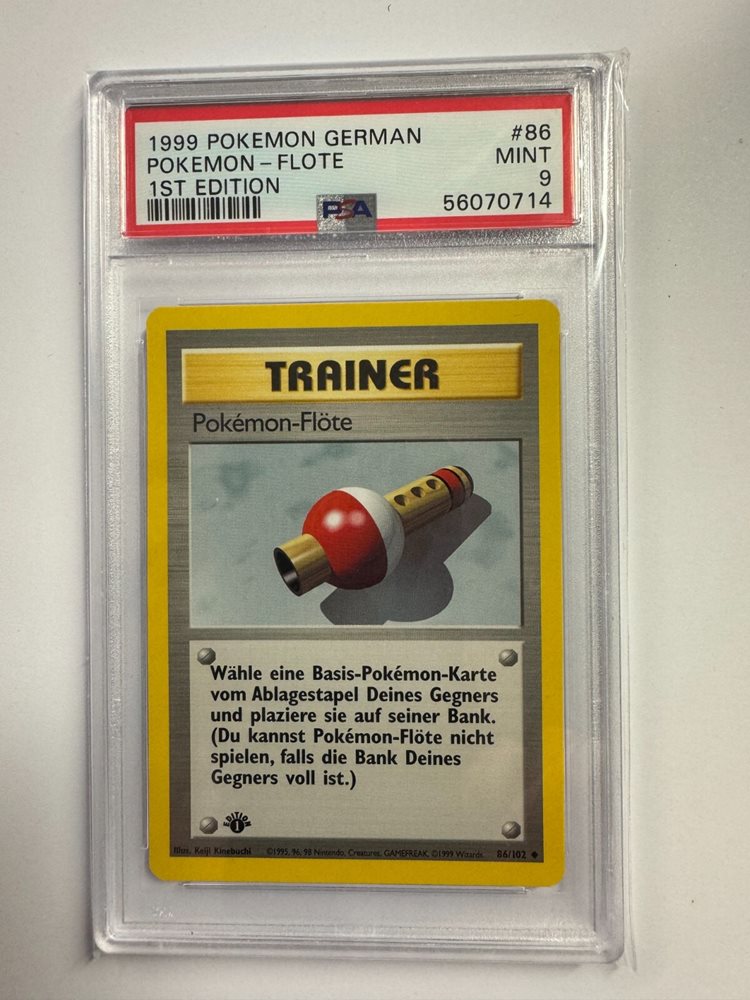 1999 POKEMON GERMAN #86
POKEMON - FLOTE MINT
1ST EDITION 9
PSA 56070714
TRAINER
Pokémon-Flöte
Wähle eine Basis-Pokémon-Karte
vom Ablagestapel Deines Gegners
und plaziere sie auf seiner Bank.
(Du kannst Pokémon-Flöte nicht
spielen, falls die Bank Deines
Gegners voll ist.)
EDITION 1
Illus. Keiji Kinebuchi ©1995, 96, 98 Nintendo, Creatures, GAMEFREAK, ©1999 Wizards 86/102